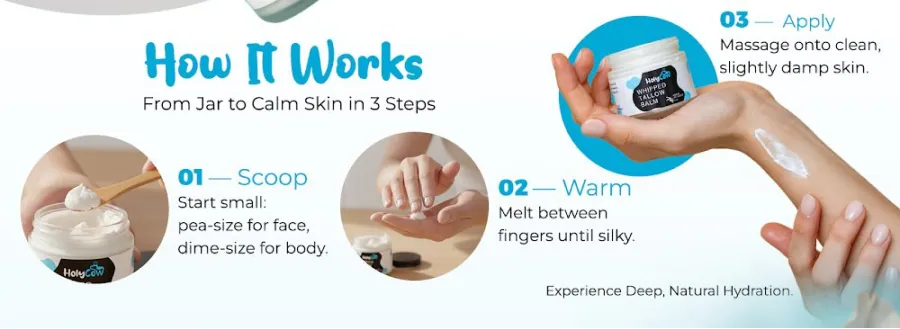 How It Works
From Jar to Calm Skin in 3 Steps
01 — Scoop
Start small:
pea-size for face,
dime-size for body.
HolyCow
02 — Warm
Melt between
fingers until silky.
03 — Apply
Massage onto clean,
slightly damp skin.
HolyCow
WHIPPED
TALLOW
BALM
Experience Deep, Natural Hydration.